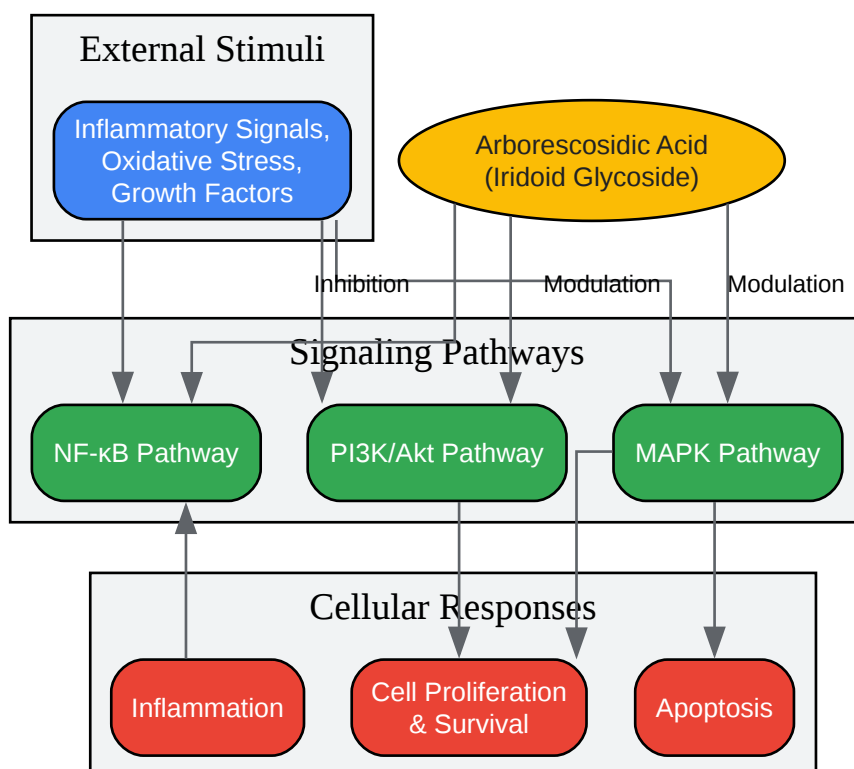 External Stimuli
Inflammatory Signals,
Oxidative Stress,
Growth Factors
Arborescosidic Acid
(Iridoid Glycoside)
Inhibition
Modulation
Modulation
Signaling Pathways
NF-κB Pathway
PI3K/Akt Pathway
MAPK Pathway
Cellular Responses
Inflammation
Cell Proliferation
& Survival
Apoptosis